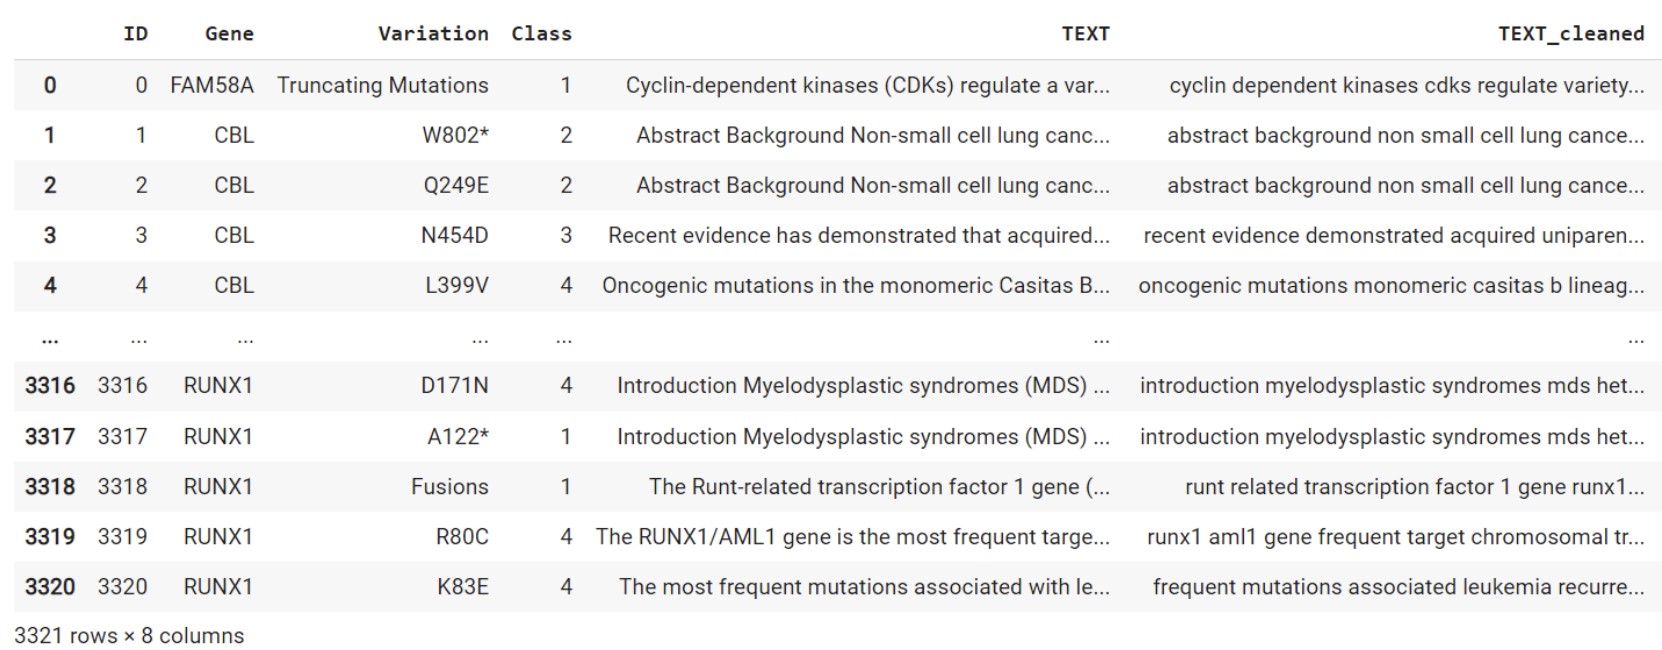 ID Gene Variation Class TEXT TEXT_cleaned
0 0 FAM58A Truncating Mutations 1 Cyclin-dependent kinases (CDKs) regulate a var... cyclin dependent kinases cdks regulate variety...
1 1 CBL W802* 2 Abstract Background Non-small cell lung canc... abstract background non small cell lung cance...
2 2 CBL Q249E 2 Abstract Background Non-small cell lung canc... abstract background non small cell lung cance...
3 3 CBL N454D 3 Recent evidence has demonstrated that acquired... recent evidence demonstrated acquired uniparen...
4 4 CBL L399V 4 Oncogenic mutations in the monomeric Casitas B... oncogenic mutations monomeric casitas b lineag...
... ... ... ... ... ... ...
3316 3316 RUNX1 D171N 4 Introduction Myelodysplastic syndromes (MDS) ... introduction myelodysplastic syndromes mds het...
3317 3317 RUNX1 A122* 1 Introduction Myelodysplastic syndromes (MDS) ... introduction myelodysplastic syndromes mds het...
3318 3318 RUNX1 Fusions 1 The Runt-related transcription factor 1 gene (... runt related transcription factor 1 gene runx1...
3319 3319 RUNX1 R80C 4 The RUNX1/AML1 gene is the most frequent targe... runx1 aml1 gene frequent target chromosomal tr...
3320 3320 RUNX1 K83E 4 The most frequent mutations associated with le... frequent mutations associated leukemia recurre...
3321 rows × 8 columns